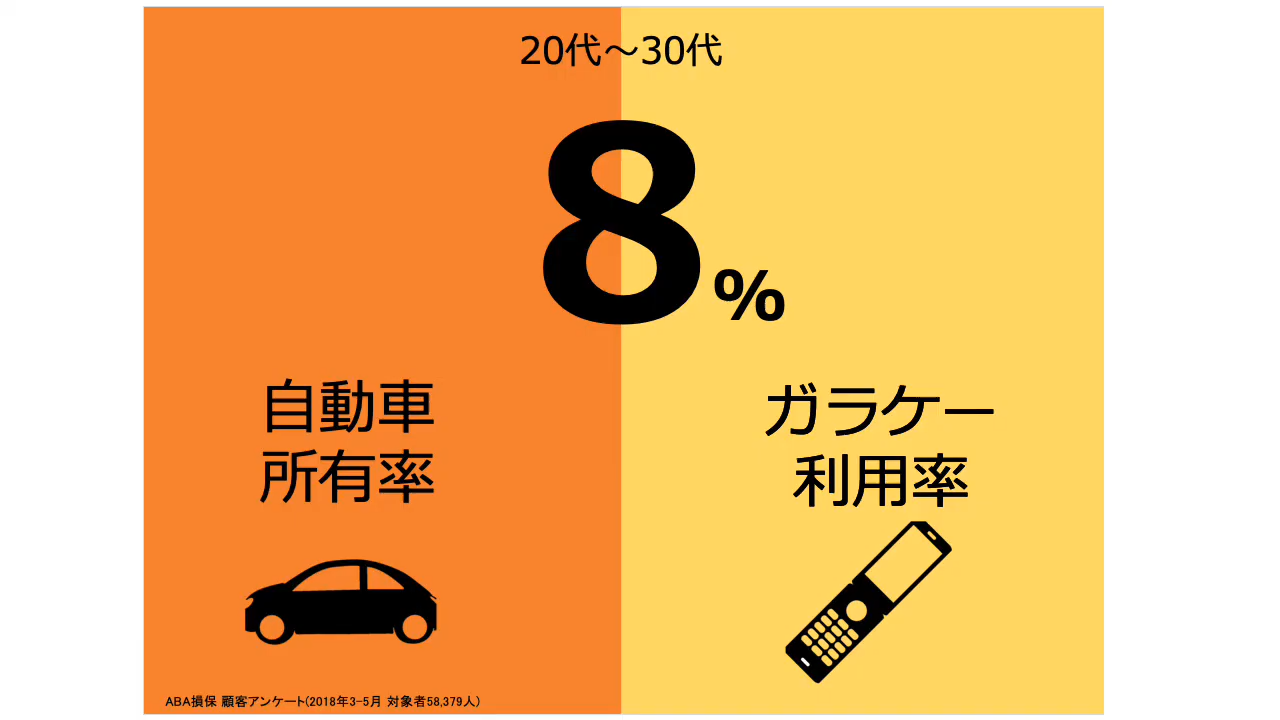 20代～30代
8%
自動車
所有率
ガラケー
利用率
ABA損保 顧客アンケート(2018年3-5月 対象者58,379人)